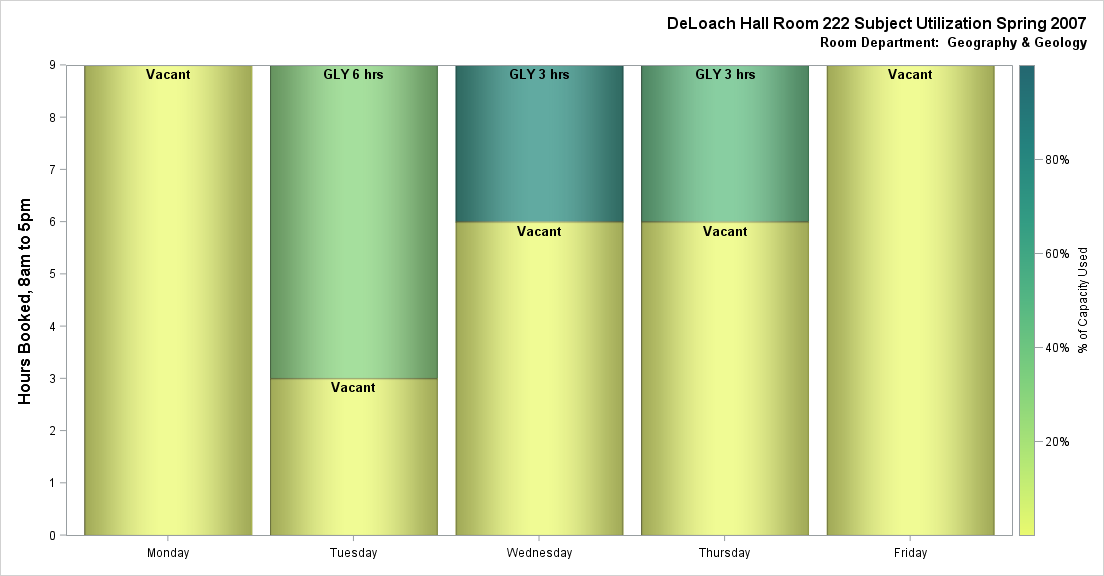 DeLoach Hall Room 222 Subject Utilization Spring 2007
Room Department:  Geography & Geology
Hours Booked, 8am to 5pm
9
8
7
6
5
4
3
2
1
0
Vacant
GLY 6 hrs
GLY 3 hrs
GLY 3 hrs
Vacant
Vacant
Vacant
Vacant
Monday
Tuesday
Wednesday
Thursday
Friday
80%
60%
40%
20%
% of Capacity Used